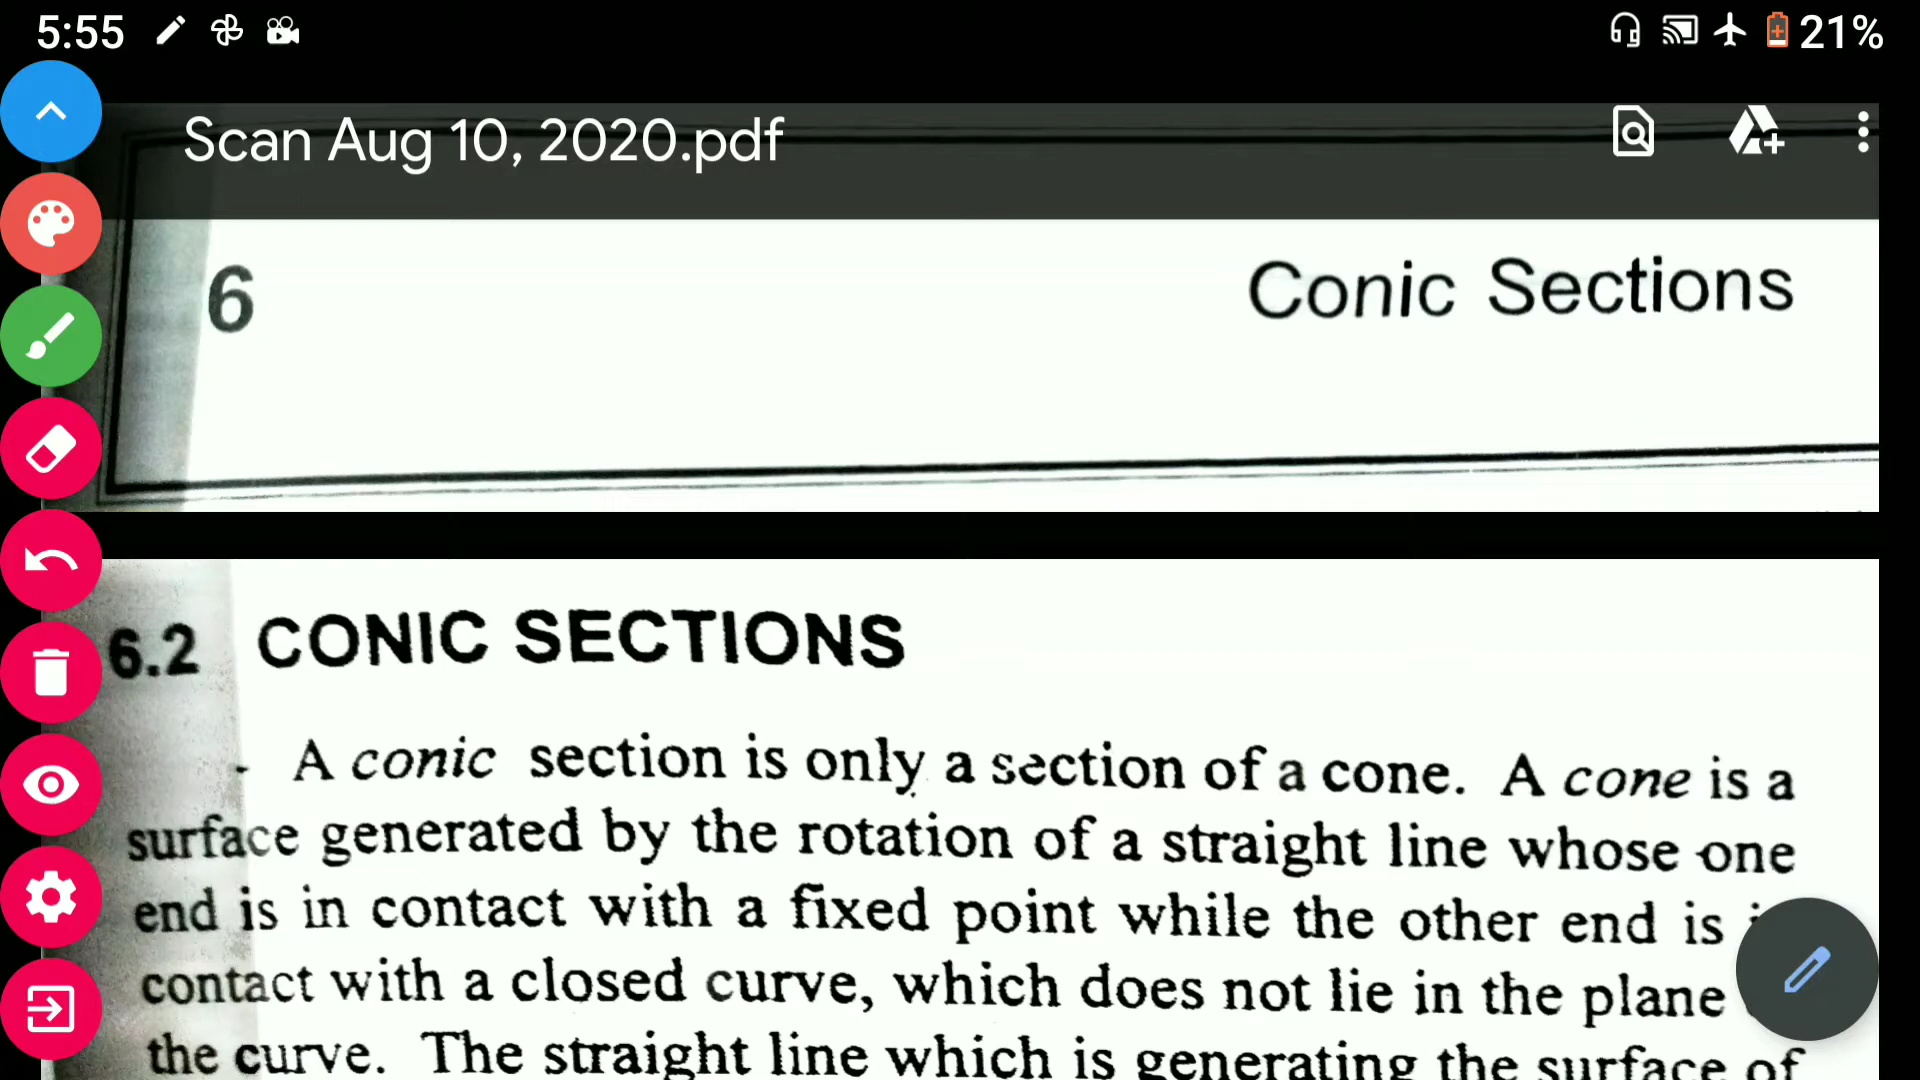 5:55
21%
Scan Aug 10, 2020.pdf
6
Conic Sections
6.2 CONIC SECTIONS
A conic section is only a section of a cone. A cone is a
surface generated by the rotation of a straight line whose one
end is in contact with a fixed point while the other end is
contact with a closed curve, which does not lie in the plane
the curve. The straight line which is generating the surface of